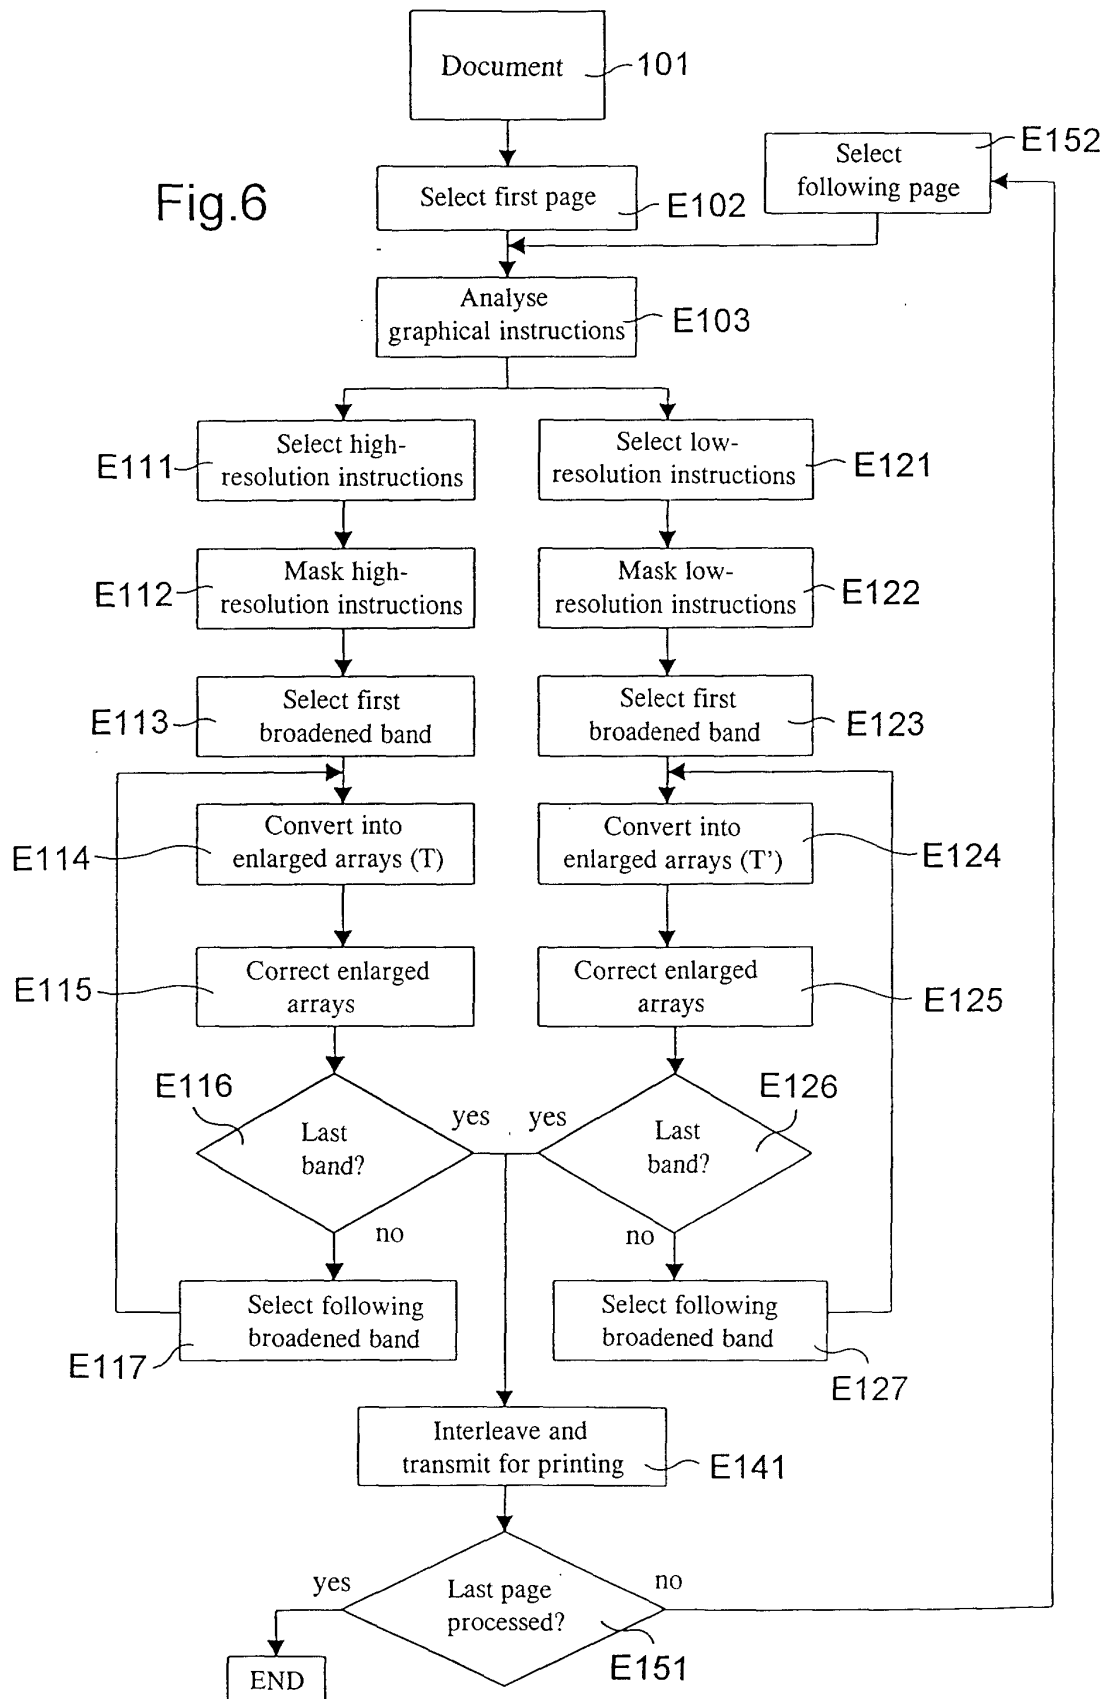 Document
101
Select
following page
E152
Fig.6
Select first page
E102
Analyse
graphical instructions
E103
Select high-
resolution instructions
E111
Select low-
resolution instructions
E121
Mask high-
resolution instructions
E112
Mask low-
resolution instructions
E122
Select first
broadened band
E113
Select first
broadened band
E123
Convert into
enlarged arrays (T)
E114
Convert into
enlarged arrays (T')
E124
Correct enlarged
arrays
E115
Correct enlarged
arrays
E125
E116
Last
band?
yes
no
E126
Last
band?
yes
no
Select following
broadened band
E117
Select following
broadened band
E127
Interleave and
transmit for printing
E141
Last page
processed?
yes
no
E151
END